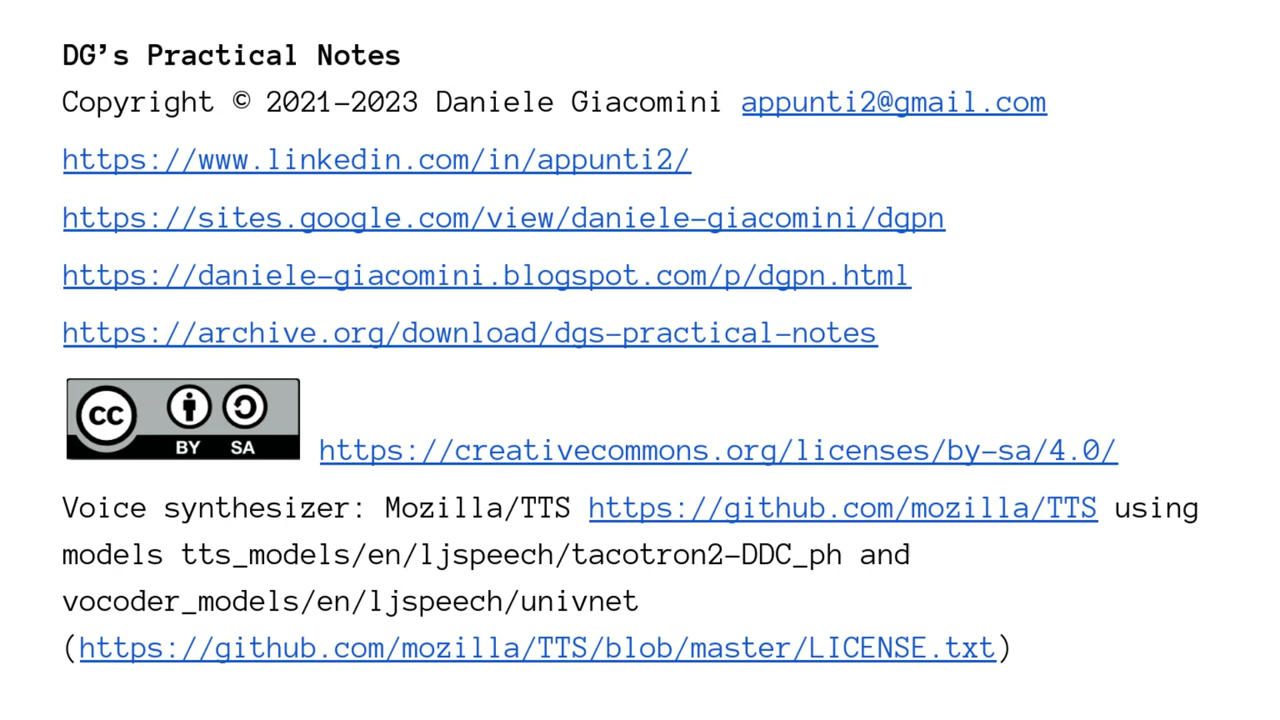 DG’s Practical Notes
Copyright © 2021–2023 Daniele Giacomini appunti2@gmail.com
https://www.linkedin.com/in/appunti2/
https://sites.google.com/view/daniele-giacomini/dgpn
https://daniele-giacomini.blogspot.com/p/dgpn.html
https://archive.org/download/dgs-practical-notes
cc BY SA https://creativecommons.org/licenses/by-sa/4.0/
Voice synthesizer: Mozilla/TTS https://github.com/mozilla/TTS using
models tts_models/en/ljspeech/tacotron2-DDC_ph and
vocoder_models/en/ljspeech/univnet
(https://github.com/mozilla/TTS/blob/master/LICENSE.txt)